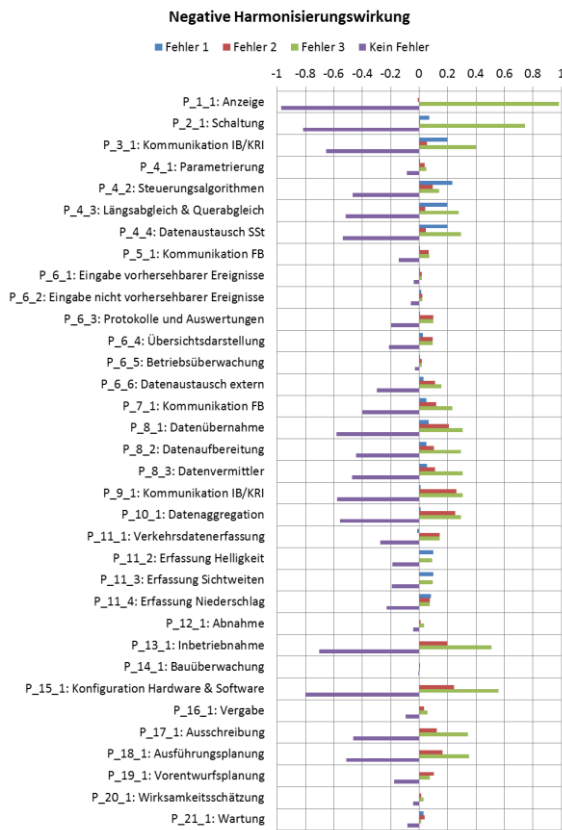 Negative Harmonisierungswirkung
Fehler 1 Fehler 2 Fehler 3 Kein Fehler
-1 -0.8 -0.6 -0.4 -0.2 0 0.2 0.4 0.6 0.8 1
P_1_1: Anzeige
P_2_1: Schaltung
P_3_1: Kommunikation IB/KRI
P_4_1: Parametrierung
P_4_2: Steuerungsalgorithmen
P_4_3: Längsabgleich & Querabgleich
P_4_4: Datenaustausch SSt
P_5_1: Kommunikation FB
P_6_1: Eingabe vorhersehbarer Ereignisse
P_6_2: Eingabe nicht vorhersehbarer Ereignisse
P_6_3: Protokolle und Auswertungen
P_6_4: Übersichtsdarstellung
P_6_5: Betriebsüberwachung
P_6_6: Datenaustausch extern
P_7_1: Kommunikation FB
P_8_1: Datenübernahme
P_8_2: Datenaufbereitung
P_8_3: Datenvermittler
P_9_1: Kommunikation IB/KRI
P_10_1: Datenaggregation
P_11_1: Verkehrsdatenerfassung
P_11_2: Erfassung Helligkeit
P_11_3: Erfassung Sichtweiten
P_11_4: Erfassung Niederschlag
P_12_1: Abnahme
P_13_1: Inbetriebnahme
P_14_1: Bauüberwachung
P_15_1: Konfiguration Hardware & Software
P_16_1: Vergabe
P_17_1: Ausschreibung
P_18_1: Ausführungsplanung
P_19_1: Vorentwurfsplanung
P_20_1: Wirksamkeitsschätzung
P_21_1: Wartung